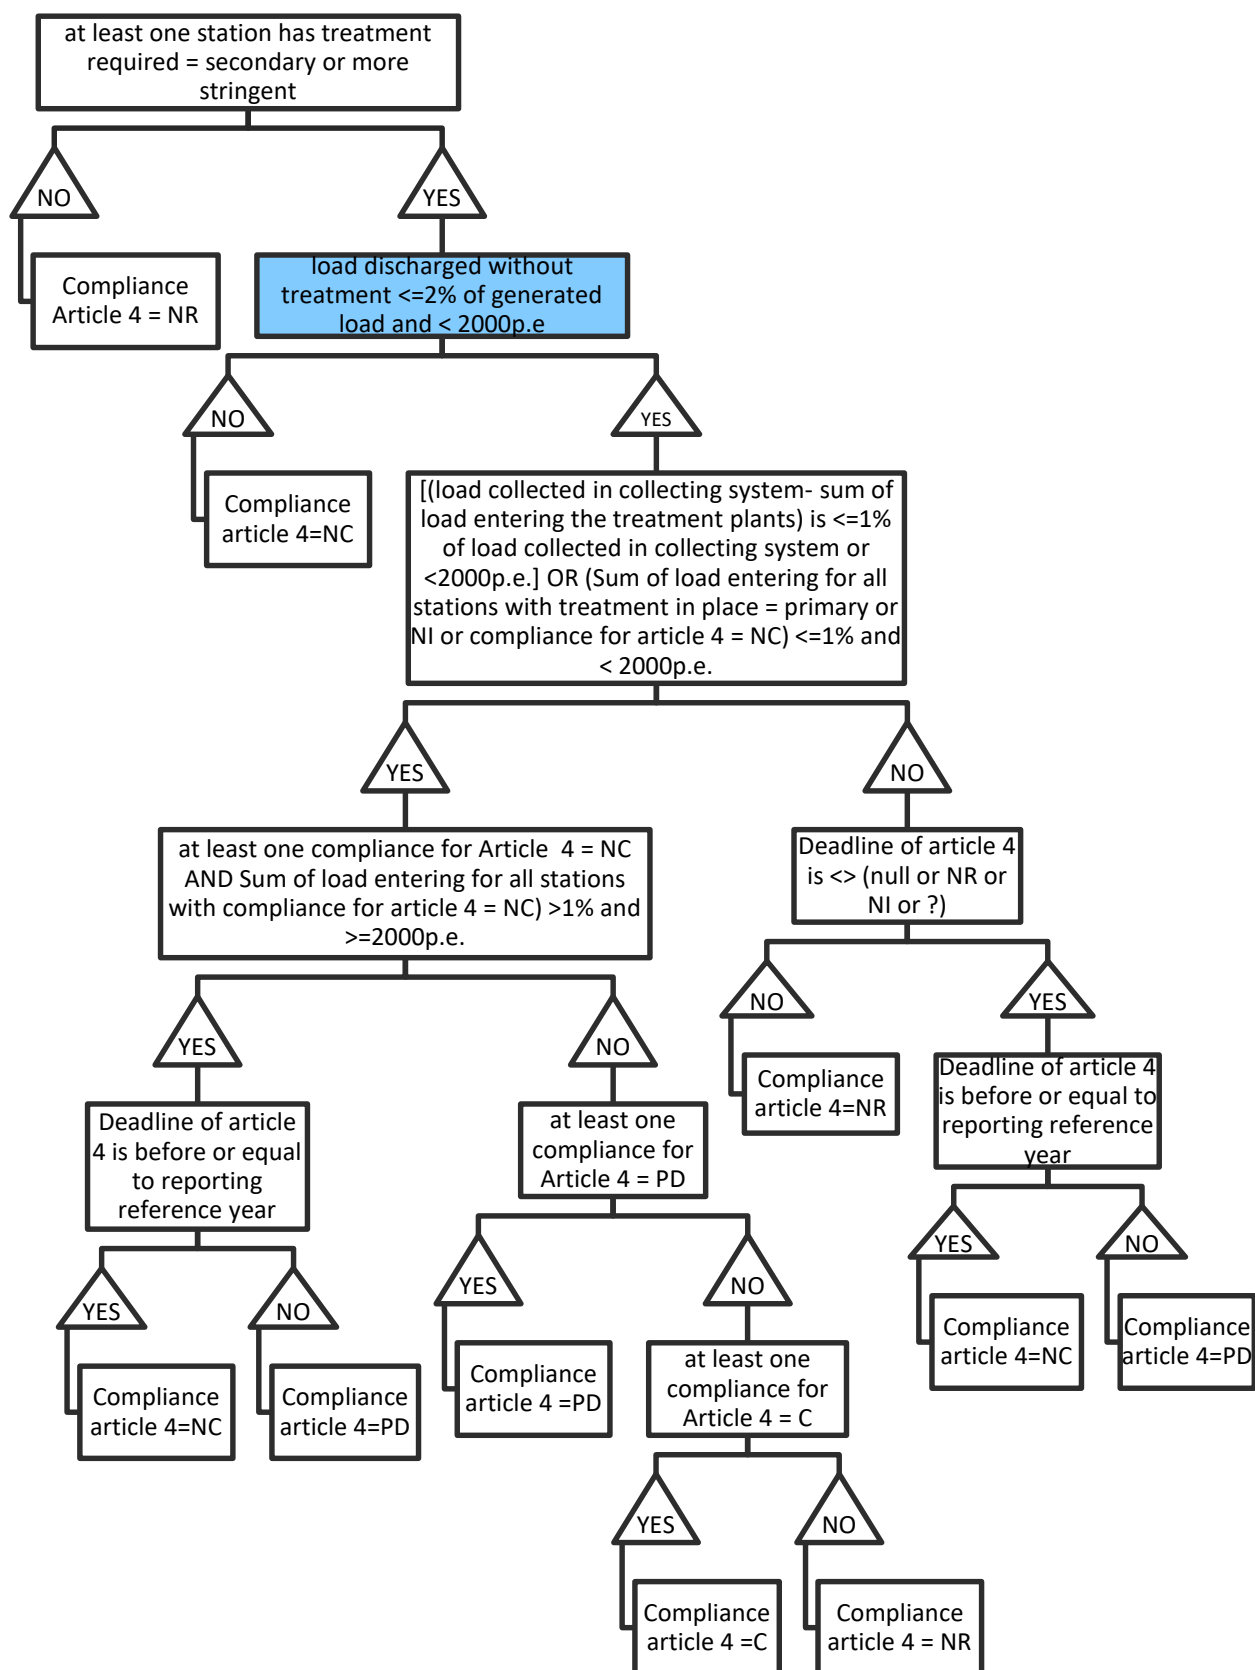 at least one station has treatment
required = secondary or more
stringent
NO
YES
Compliance
Article 4 = NR
load discharged without
treatment <=2% of generated
load and < 2000p.e
NO
YES
Compliance
article 4=NC
[(load collected in collecting system- sum of
load entering the treatment plants) is <=1%
of load collected in collecting system or
<2000p.e.] OR (Sum of load entering for all
stations with treatment in place = primary or
NI or compliance for article 4 = NC) <=1% and
< 2000p.e.
YES
NO
at least one compliance for Article 4 = NC
AND Sum of load entering for all stations
with compliance for article 4 = NC) >1% and
>=2000p.e.
Deadline of article 4
is <> (null or NR or
NI or ?)
YES
NO
NO
YES
Deadline of article
4 is before or equal
to reporting
reference year
at least one
compliance for
Article 4 = PD
Compliance
article 4=NR
Deadline of article 4
is before or equal to
reporting reference
year
YES
NO
YES
NO
YES
NO
Compliance
article 4=NC
Compliance
article 4=PD
Compliance
article 4 =PD
at least one
compliance for
Article 4 = C
Compliance
article 4=NC
Compliance
article 4=PD
YES
NO
Compliance
article 4 =C
Compliance
article 4 = NR